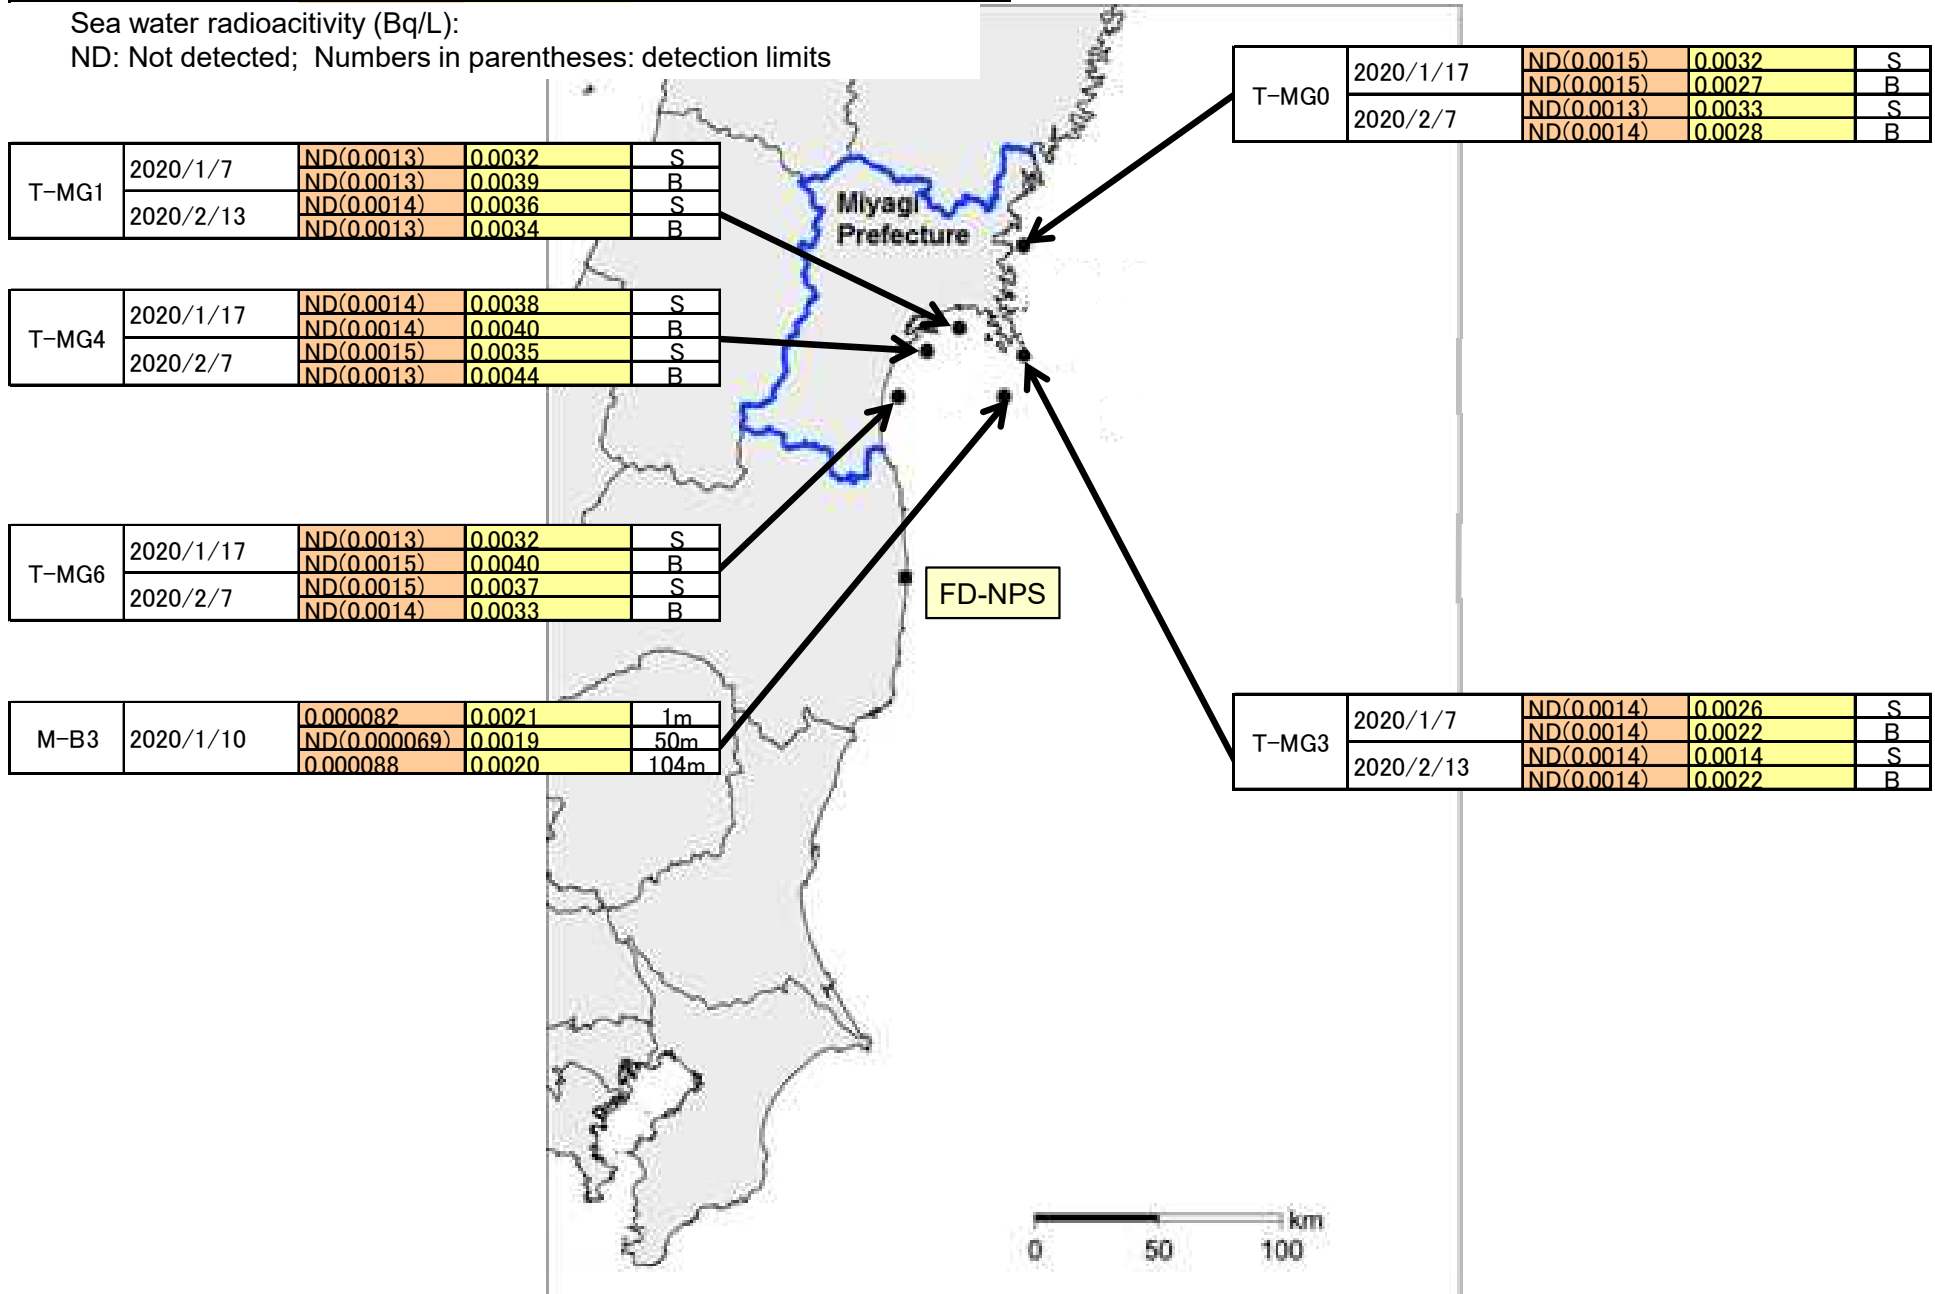 Sea water radioacitivity (Bq/L):
ND: Not detected; Numbers in parentheses: detection limits
T-MG0
2020/1/17
ND(0.0015) 0.0032 S
ND(0.0015) 0.0027 B
2020/2/7
ND(0.0013) 0.0033 S
ND(0.0014) 0.0028 B
T-MG1
2020/1/7
ND(0.0013) 0.0032 S
ND(0.0013) 0.0039 B
2020/2/13
ND(0.0014) 0.0036 S
ND(0.0013) 0.0034 B
Miyagi
Prefecture
T-MG4
2020/1/17
ND(0.0014) 0.0038 S
ND(0.0014) 0.0040 B
2020/2/7
ND(0.0015) 0.0035 S
ND(0.0013) 0.0044 B
T-MG6
2020/1/17
ND(0.0013) 0.0032 S
ND(0.0015) 0.0040 B
2020/2/7
ND(0.0015) 0.0037 S
ND(0.0014) 0.0033 B
FD-NPS
M-B3
2020/1/10
0.000082 0.0021 1m
ND(0.000069) 0.0019 50m
0.000088 0.0020 104m
T-MG3
2020/1/7
ND(0.0014) 0.0026 S
ND(0.0014) 0.0022 B
2020/2/13
ND(0.0014) 0.0014 S
ND(0.0014) 0.0022 B
km
0 50 100